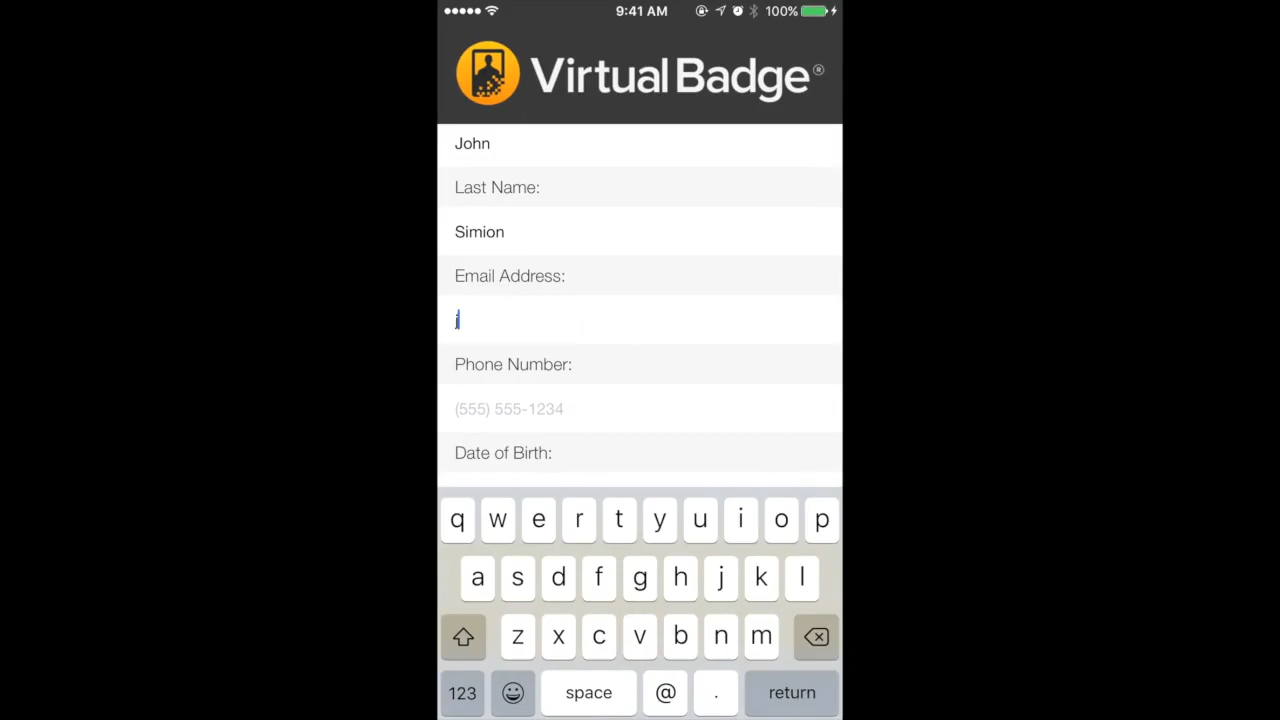 9:41 AM 100%
Virtual Badge®
John
Last Name:
Simion
Email Address:
j
Phone Number:
(555) 555-1234
Date of Birth:
q w e r t y u i o p
a s d f g h j k l
z x c v b n m
123 space @ . return